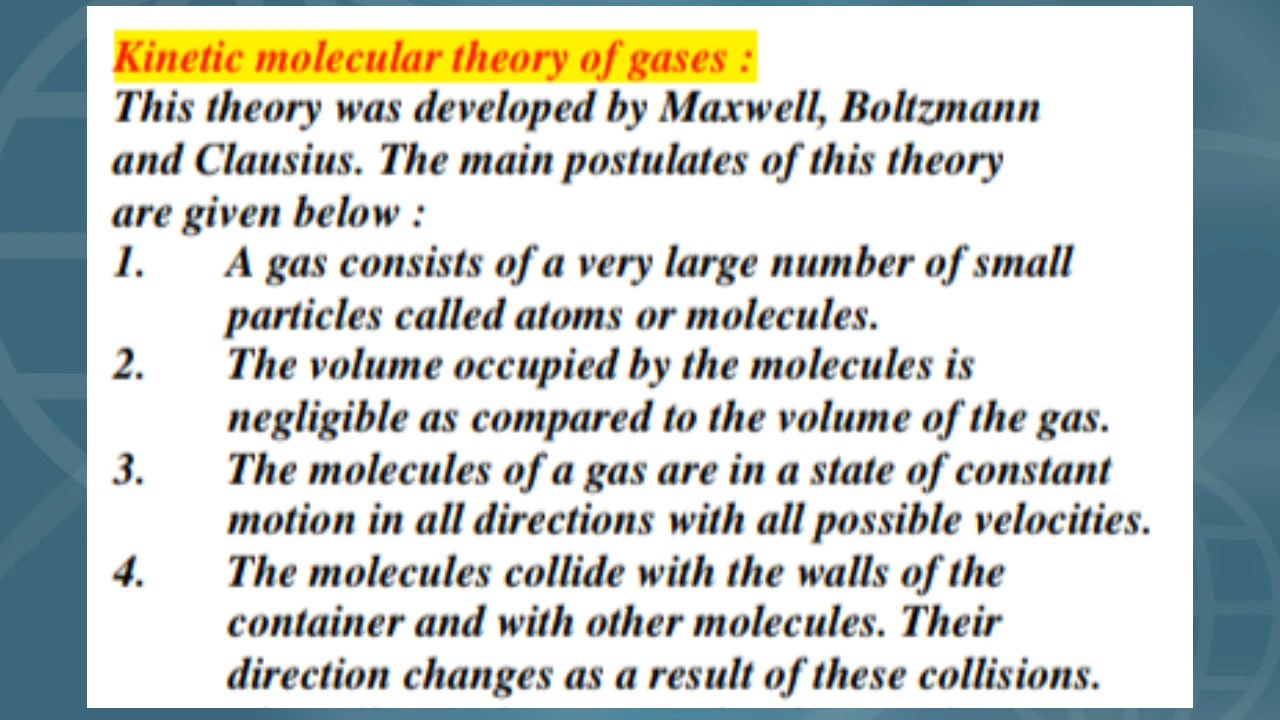 Kinetic molecular theory of gases :
This theory was developed by Maxwell, Boltzmann
and Clausius. The main postulates of this theory
are given below :
1. A gas consists of a very large number of small
particles called atoms or molecules.
2. The volume occupied by the molecules is
negligible as compared to the volume of the gas.
3. The molecules of a gas are in a state of constant
motion in all directions with all possible velocities.
4. The molecules collide with the walls of the
container and with other molecules. Their
direction changes as a result of these collisions.